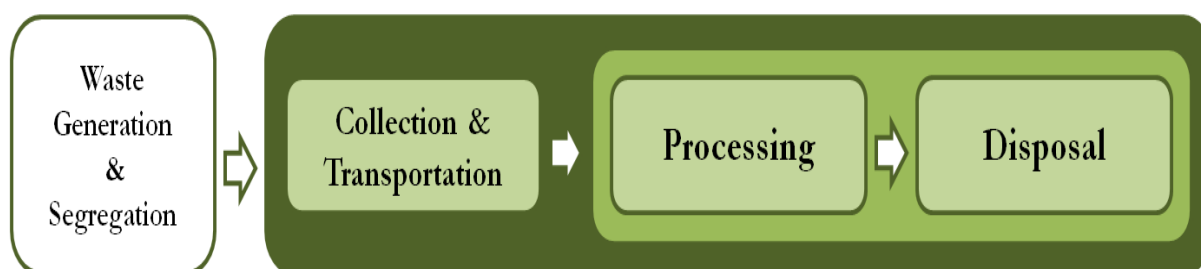 Waste
Generation
&
Segregation
Collection &
Transportation
Processing
Disposal